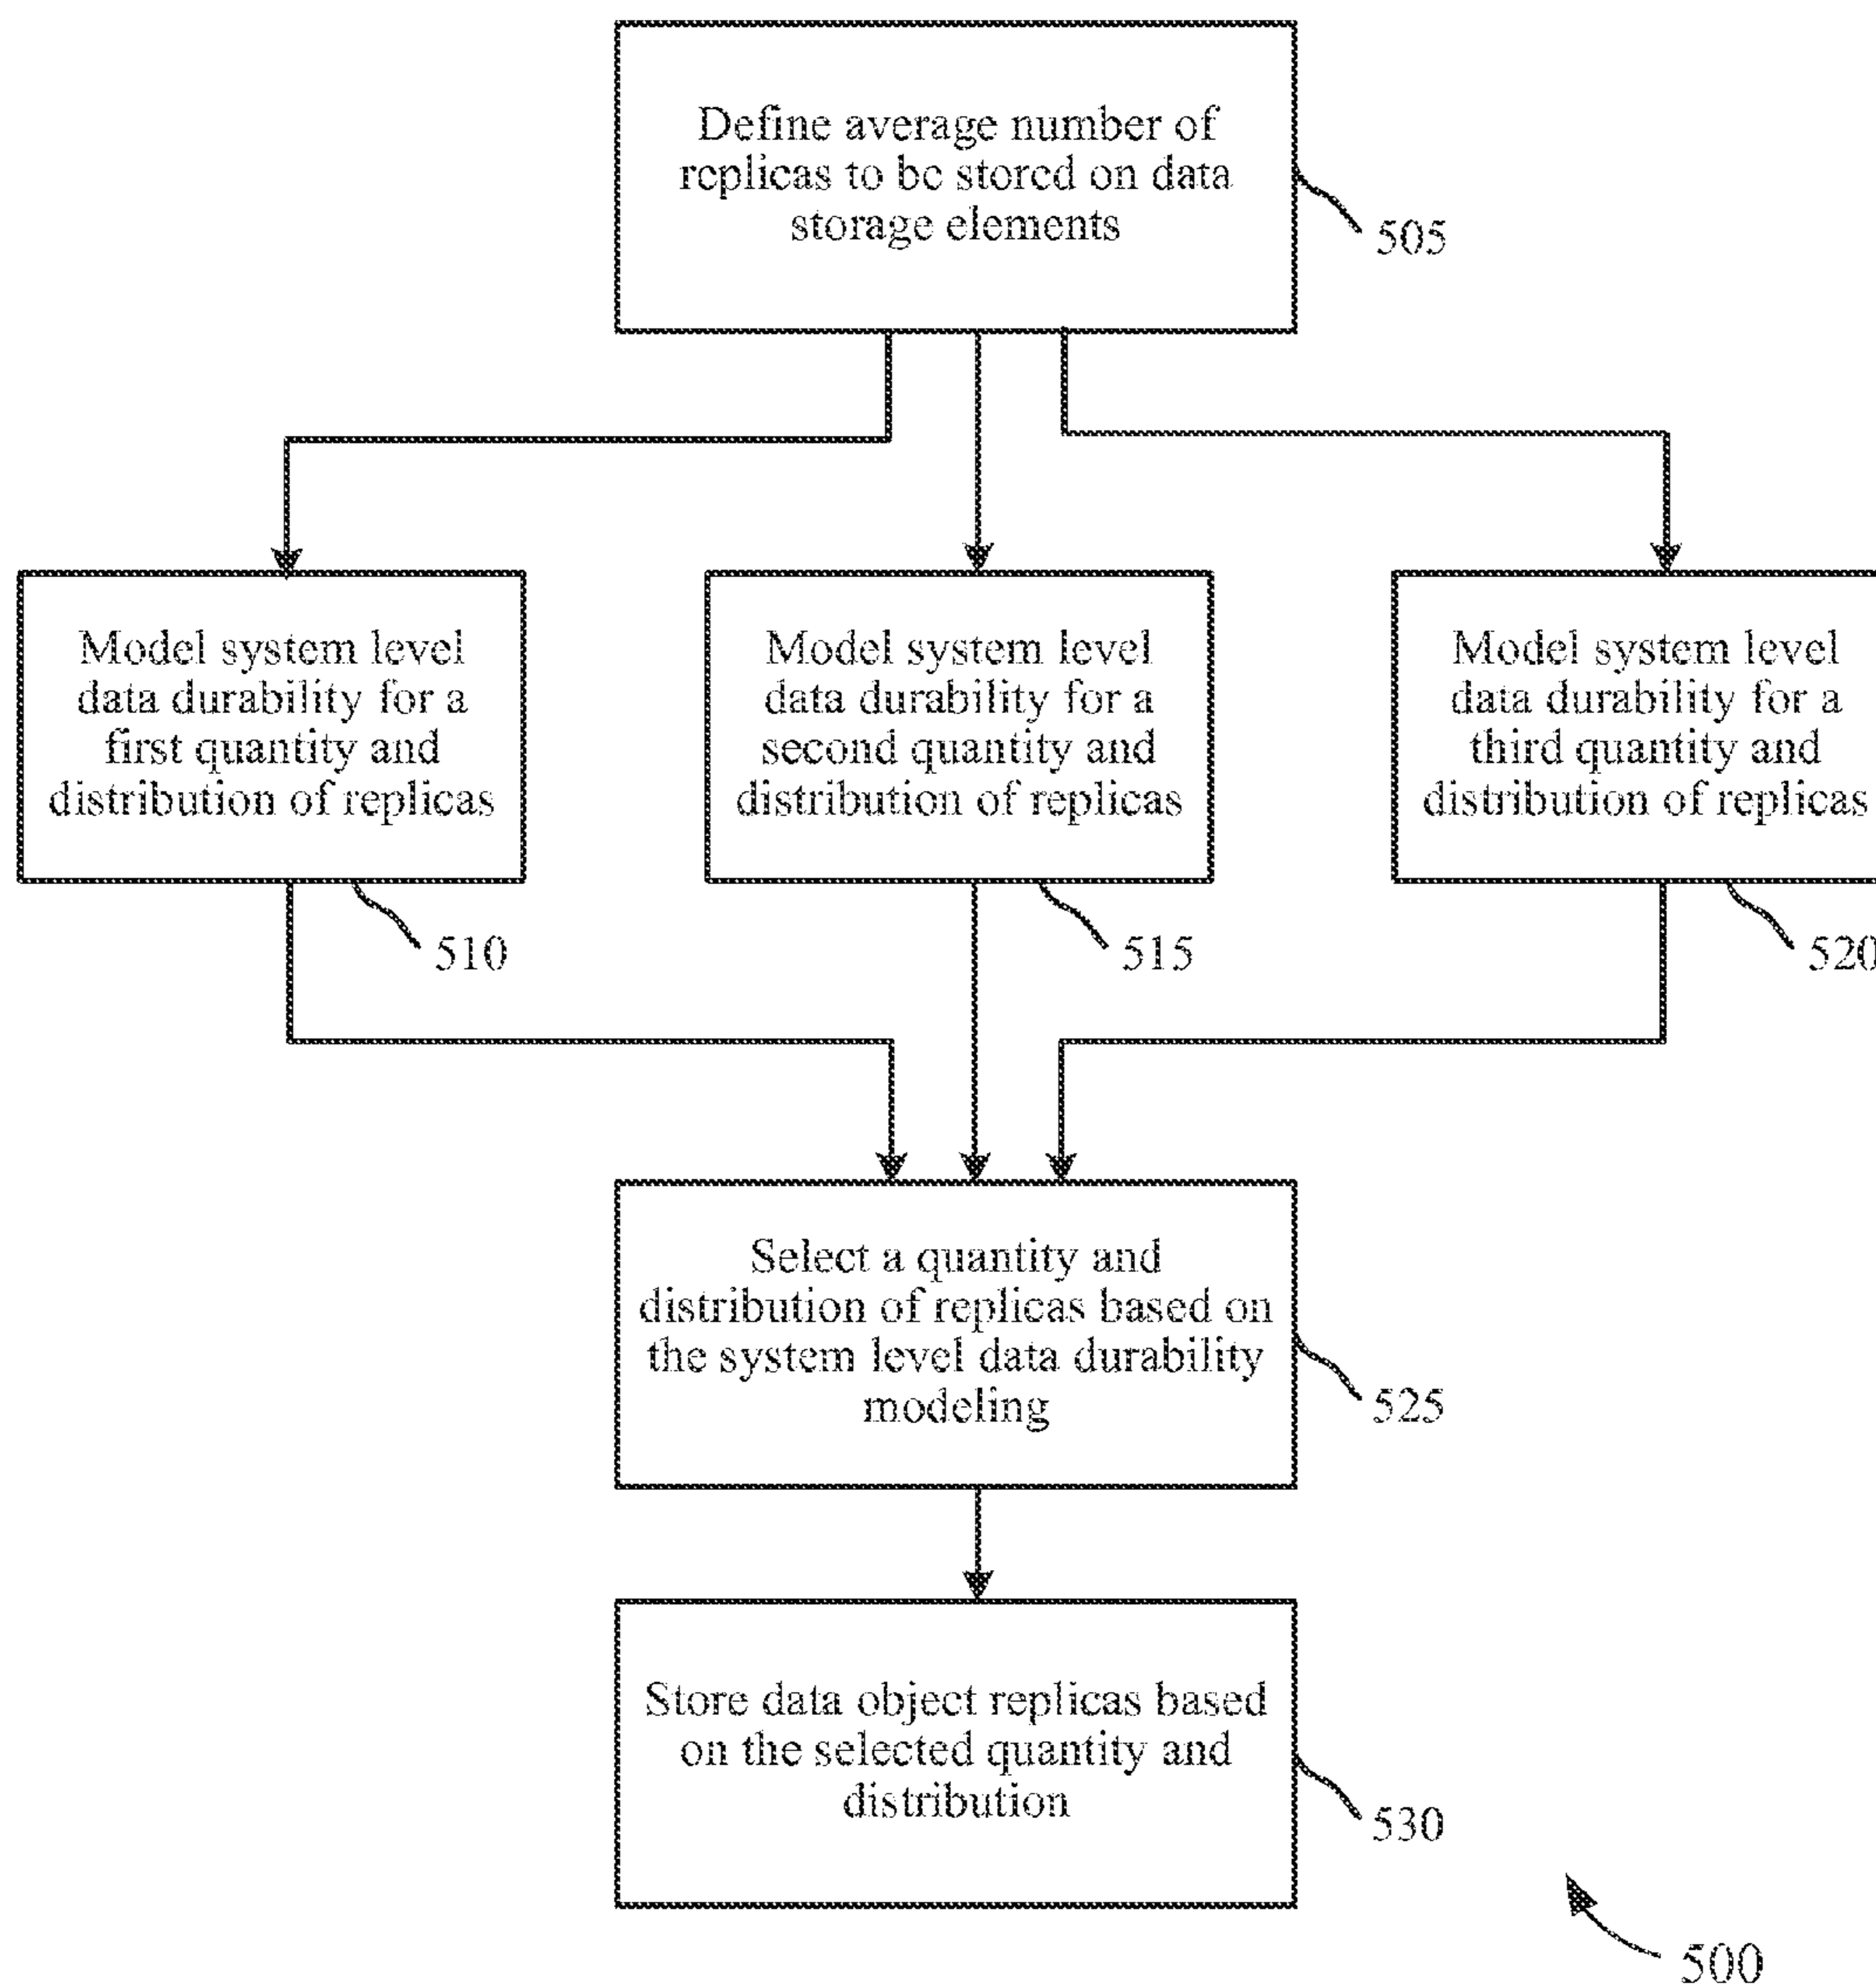 Define average number of
replicas to be stored on data
storage elements
505
Model system level
data durability for a
first quantity and
distribution of replicas
510
Model system level
data durability for a
second quantity and
distribution of replicas
515
Model system level
data durability for a
third quantity and
distribution of replicas
520
Select a quantity and
distribution of replicas based on
the system level data durability
modeling
525
Store data object replicas based
on the selected quantity and
distribution
530
500